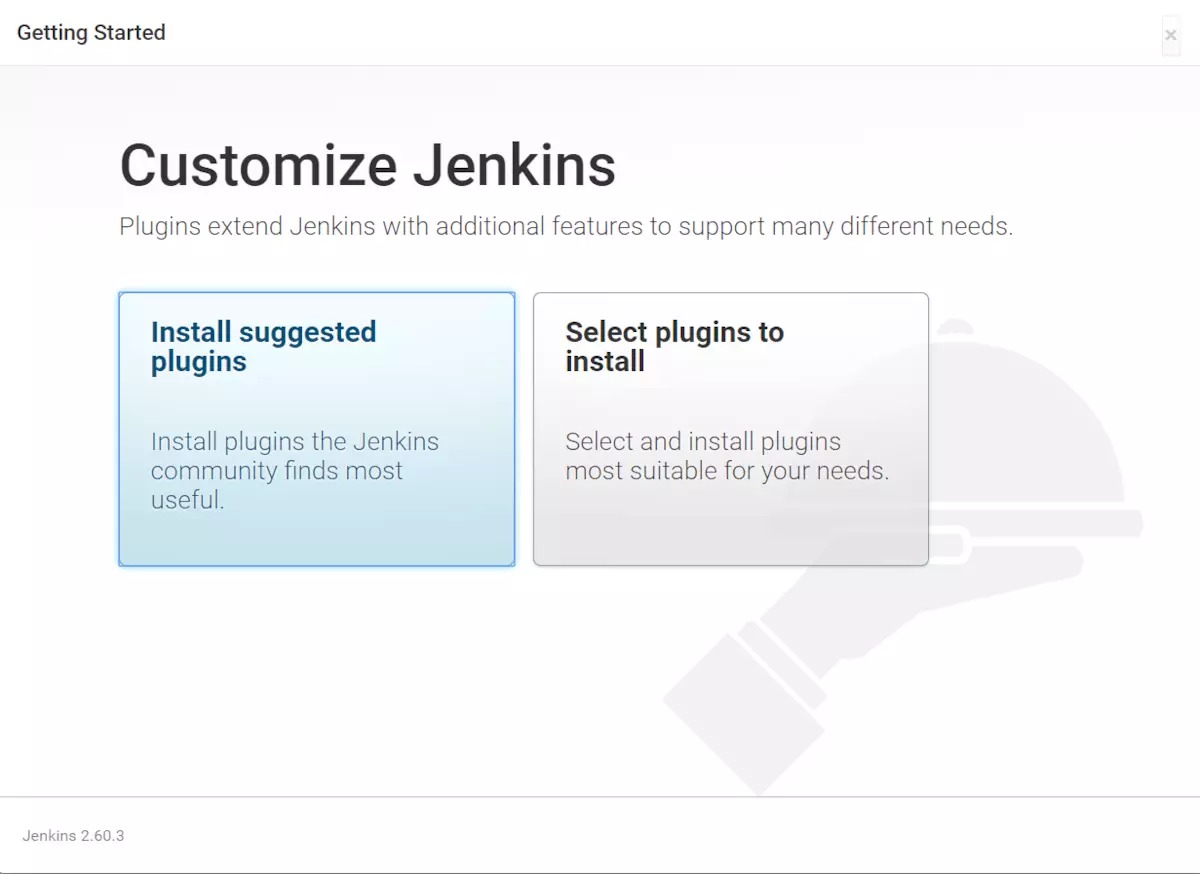 Getting Started
×
Customize Jenkins
Plugins extend Jenkins with additional features to support many different needs.
Install suggested
plugins
Install plugins the Jenkins
community finds most
useful.
Select plugins to
install
Select and install plugins
most suitable for your needs.
Jenkins 2.60.3